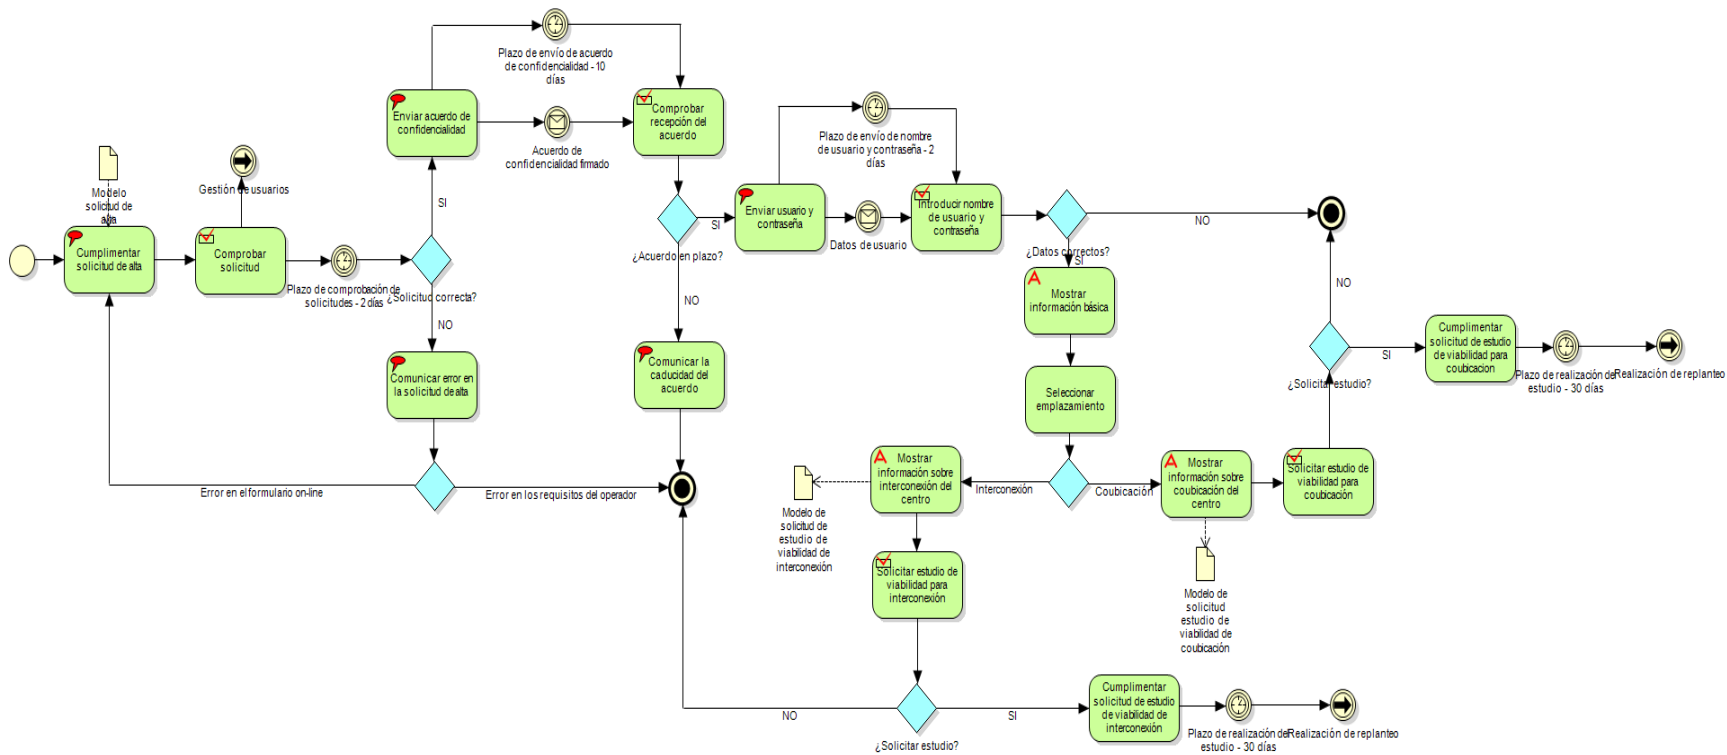 Plazo de envío de acuerdo
de confidencialidad - 10
días
Enviar acuerdo de
confidencialidad
Comprobar
recepción del
acuerdo
Acuerdo de
confidencialidad firmado
Plazo de envío de nombre
de usuario y contraseña - 2
días
Modelo
solicitud de
alta
Gestión de usuarios
SI
Cumplimentar
solicitud de alta
Comprobar
solicitud
Plazo de comprobación de
solicitudes - 2 días
¿Solicitud correcta?
NO
Comunicar error en
la solicitud de alta
Error en el formulario on-line
Error en los requisitos del operador
¿Acuerdo en plazo?
SI
NO
Comunicar la
caducidad del
acuerdo
Enviar usuario y
contraseña
Datos de usuario
Introducir nombre
de usuario y
contraseña
¿Datos correctos?
NO
SI
Mostrar
información básica
Seleccionar
emplazamiento
Interconexión
Coubicación
Mostrar
información sobre
interconexión del
centro
Modelo de
solicitud de
estudio de
viabilidad de
interconexión
Solicitar estudio de
viabilidad para
interconexión
Mostrar
información sobre
coubicación del
centro
Modelo de
solicitud
estudio de
viabilidad de
coubicación
Solicitar estudio de
viabilidad para
coubicación
NO
¿Solicitar estudio?
SI
Cumplimentar
solicitud de estudio
de viabilidad para
coubicacion
Plazo de realización de
estudio - 30 días
Realización de replanteo
NO
¿Solicitar estudio?
SI
Cumplimentar
solicitud de estudio
de viabilidad de
interconexión
Plazo de realización de
estudio - 30 días
Realización de replanteo